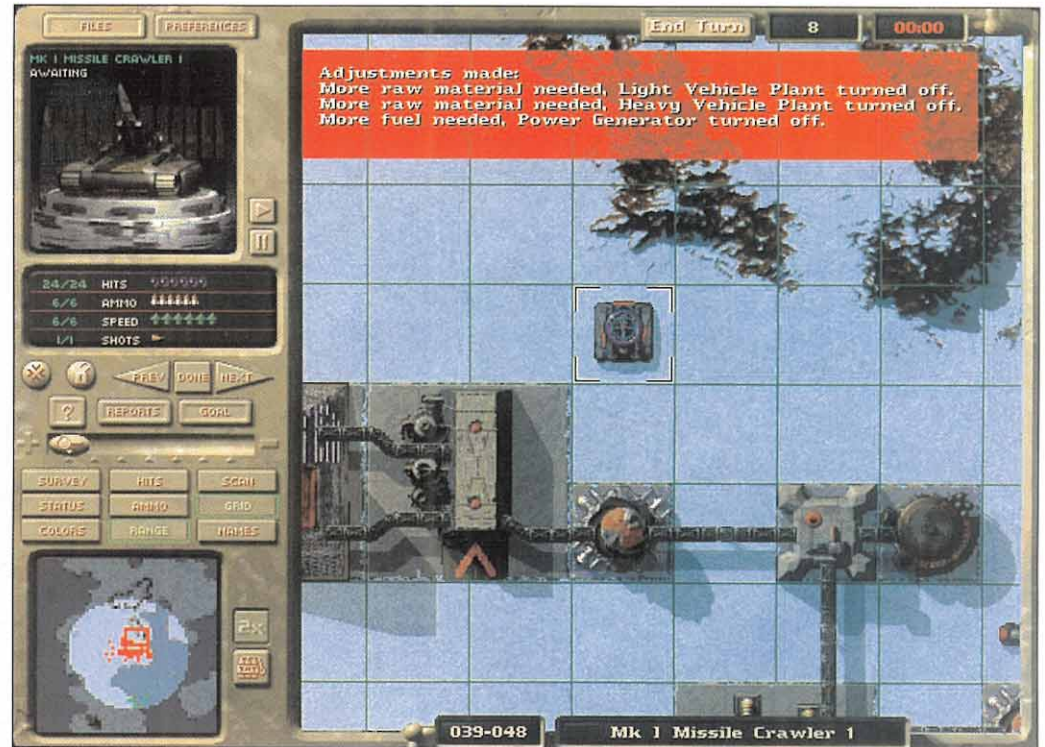 FILES
PREFERENCES
End Turn
8
00:00
MK I MISSILE CRAWLER 1
AWAITING
Adjustments made:
More raw material needed, Light Vehicle Plant turned off.
More raw material needed, Heavy Vehicle Plant turned off.
More fuel needed, Power Generator turned off.
24/24 HITS
6/6 AMMO
6/6 SPEED
1/1 SHOTS
PREV DONE NEXT
? REPORTS GOAL
+ -
SURVEY HITS SCAN
STATUS AMMO GRID
COLORS RANGE NAMES
2x
039-048
Mk I Missile Crawler 1